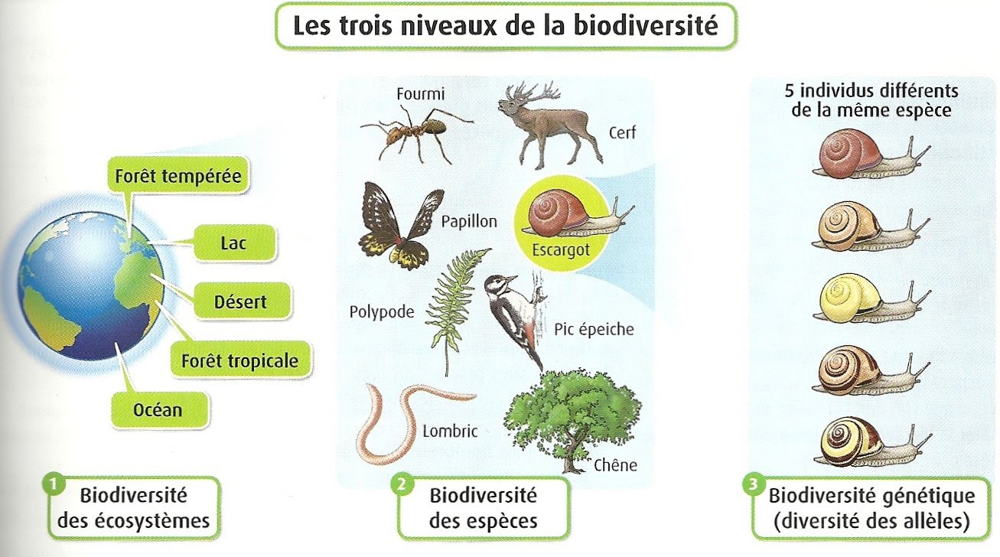 Les trois niveaux de la biodiversité
Forêt tempérée
Lac
Désert
Forêt tropicale
Océan
1
Biodiversité
des écosystèmes
Fourmi
Cerf
Papillon
Escargot
Polypode
Pic épeiche
Lombric
Chêne
2
Biodiversité
des espèces
5 individus différents
de la même espèce
3
Biodiversité génétique
(diversité des allèles)